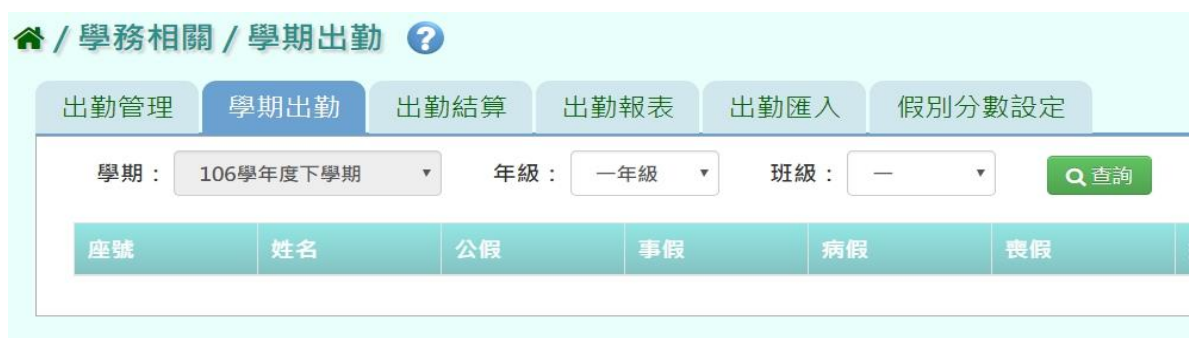 / 學務相關 / 學期出勤 ?
出勤管理 學期出勤 出勤結算 出勤報表 出勤匯入 假別分數設定
學期： 106學年度下學期 年級： 一年級 班級： 一 查詢
座號 姓名 公假 事假 病假 喪假